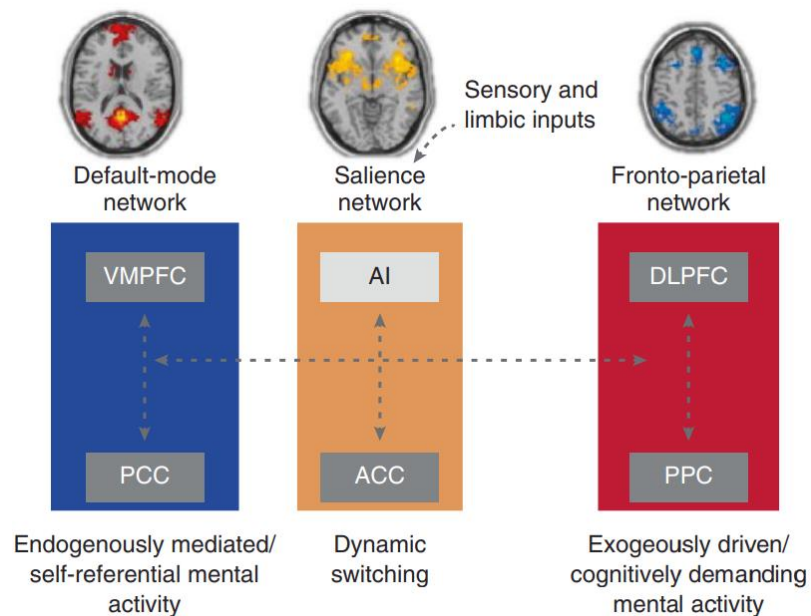 Sensory and
limbic inputs
Default-mode
network
Salience
network
Fronto-parietal
network
VMPFC
AI
DLPFC
PCC
ACC
PPC
Endogenously mediated/
self-referential mental
activity
Dynamic
switching
Exogeously driven/
cognitively demanding
mental activity